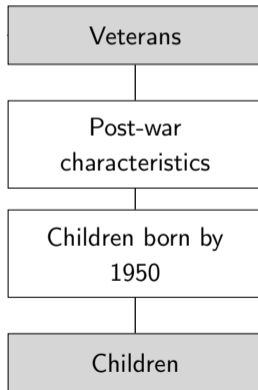 Veterans
Post-war
characteristics
Children born by
1950
Children